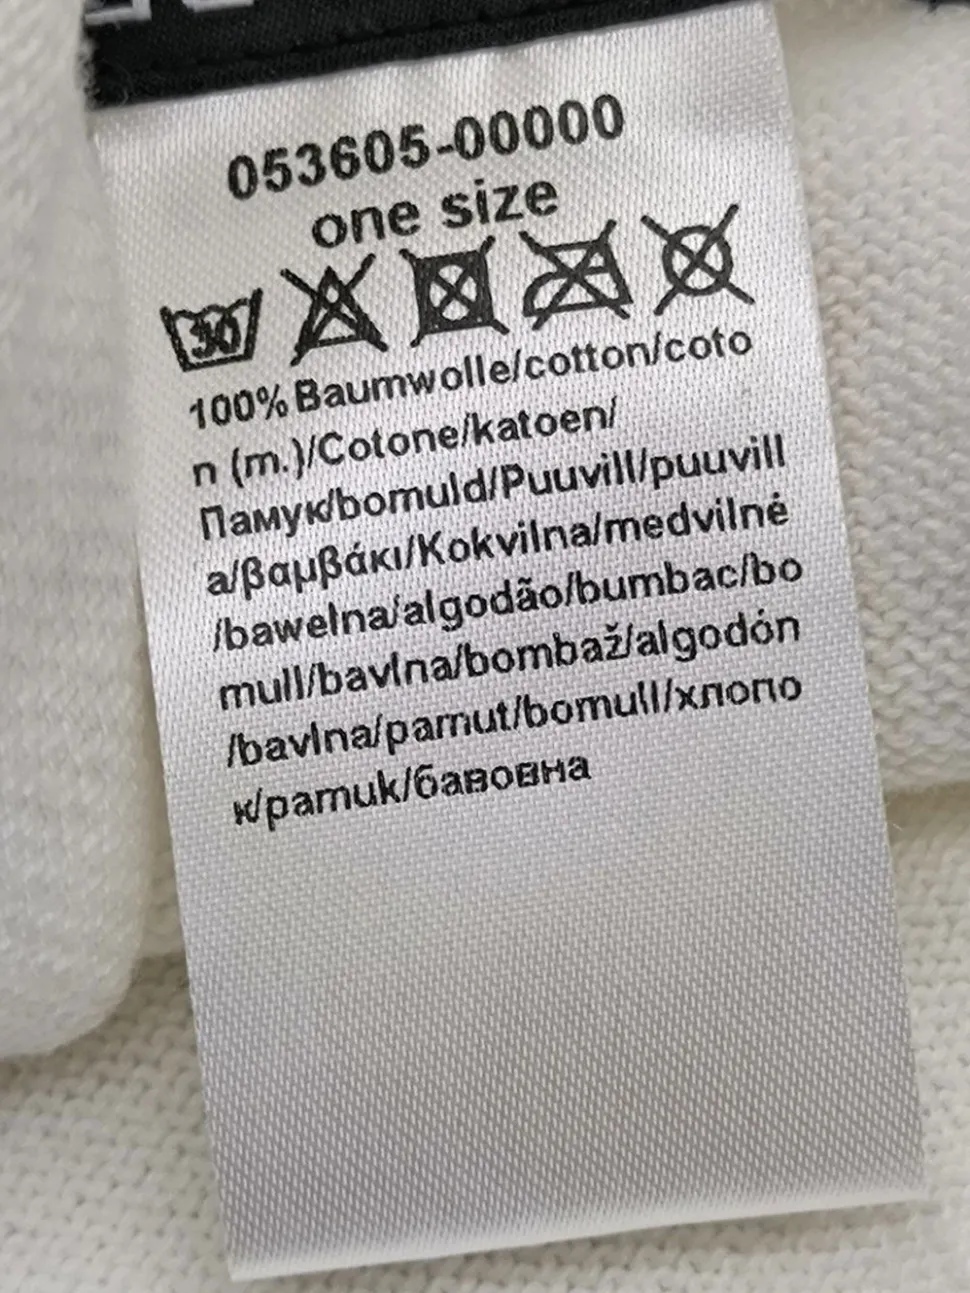 053605-00000
one size
30
100% Baumwolle/cotton/coto
n (m.)/Cotone/katoen/
Памук/bomuld/Puuvill/puuvill
a/βαμβάκι/Kokvilna/medvilnė
/bawelna/algodão/bumbac/bo
mull/bavlna/bombaž/algodón
/bavlna/pamut/bomull/хлопо
к/pamuk/бавовна